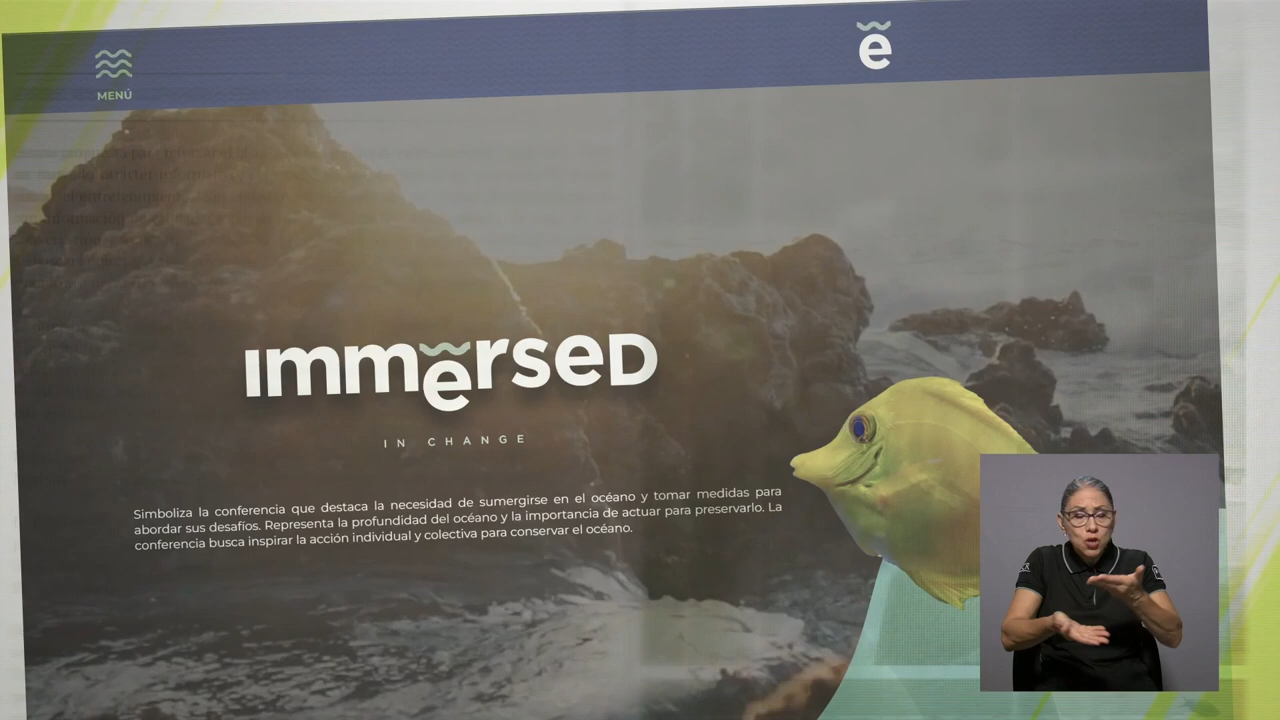 MENÚ
ĕ
ImmĕrseD
IN CHANGE
Simboliza la conferencia que destaca la necesidad de sumergirse en el océano y tomar medidas para
abordar sus desafíos. Representa la profundidad del océano y la importancia de actuar para preservarlo. La
conferencia busca inspirar la acción individual y colectiva para conservar el océano.